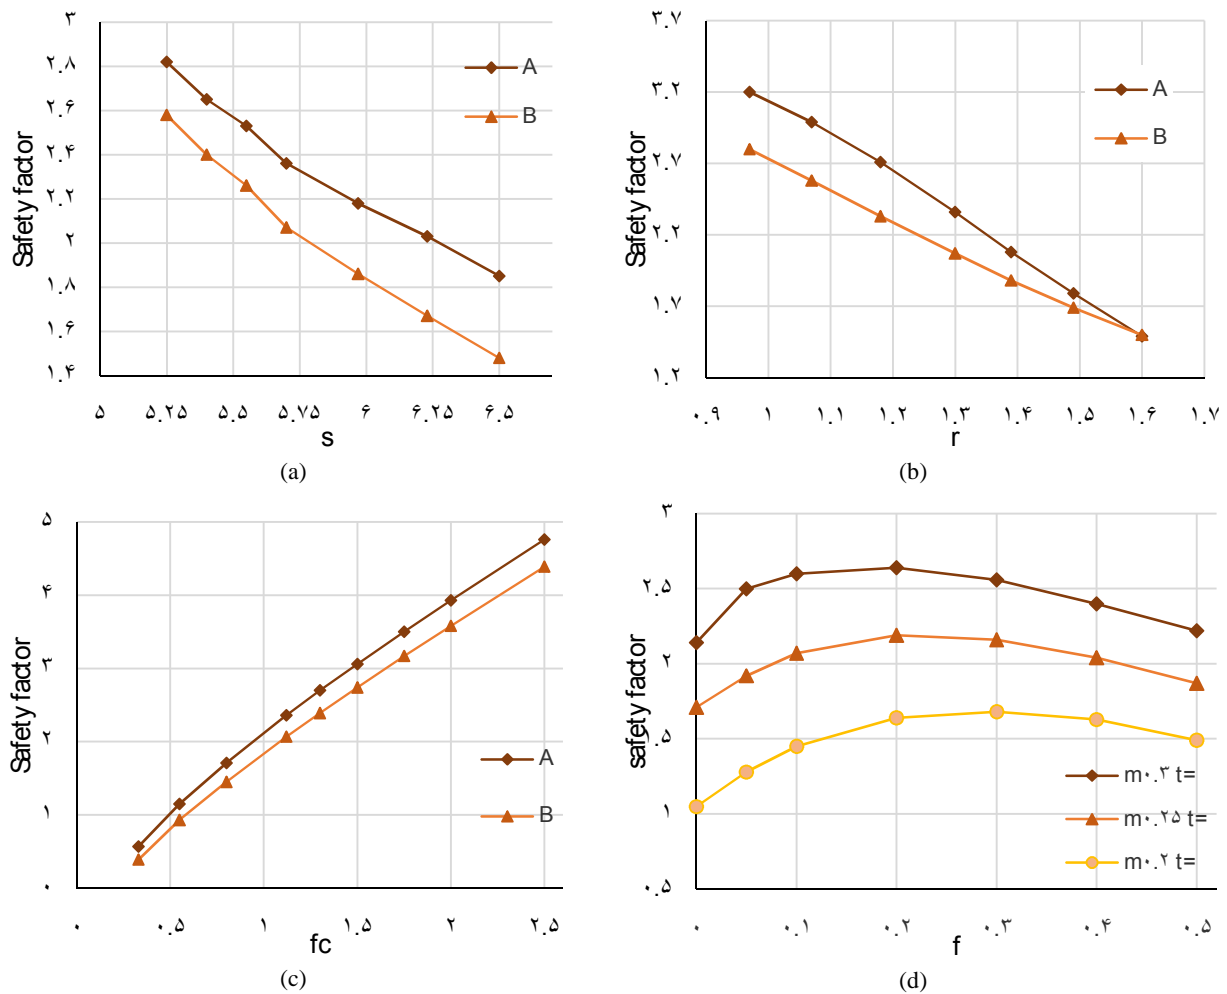 ۳
۲.۸
۲.۶
۲.۴
۲.۲
۲
۱.۸
۱.۶
۱.۴
Safety factor
A
B
۵ ۵.۲۵ ۵.۵ ۵.۷۵ ۶ ۶.۲۵ ۶.۵
s
(a)
۳.۷
۳.۲
۲.۷
۲.۲
۱.۷
۱.۲
Safety factor
A
B
۰.۹ ۱ ۱.۱ ۱.۲ ۱.۳ ۱.۴ ۱.۵ ۱.۶ ۱.۷
r
(b)
۵
۴
۳
۲
۱
۰
Safety factor
A
B
۰ ۰.۵ ۱ ۱.۵ ۲ ۲.۵
fc
(c)
۳
۲.۵
۲
۱.۵
۱
۰.۵
safety factor
m۰.۳ t=
m۰.۲۵ t=
m۰.۲ t=
۰ ۰.۱ ۰.۲ ۰.۳ ۰.۴ ۰.۵
f
(d)